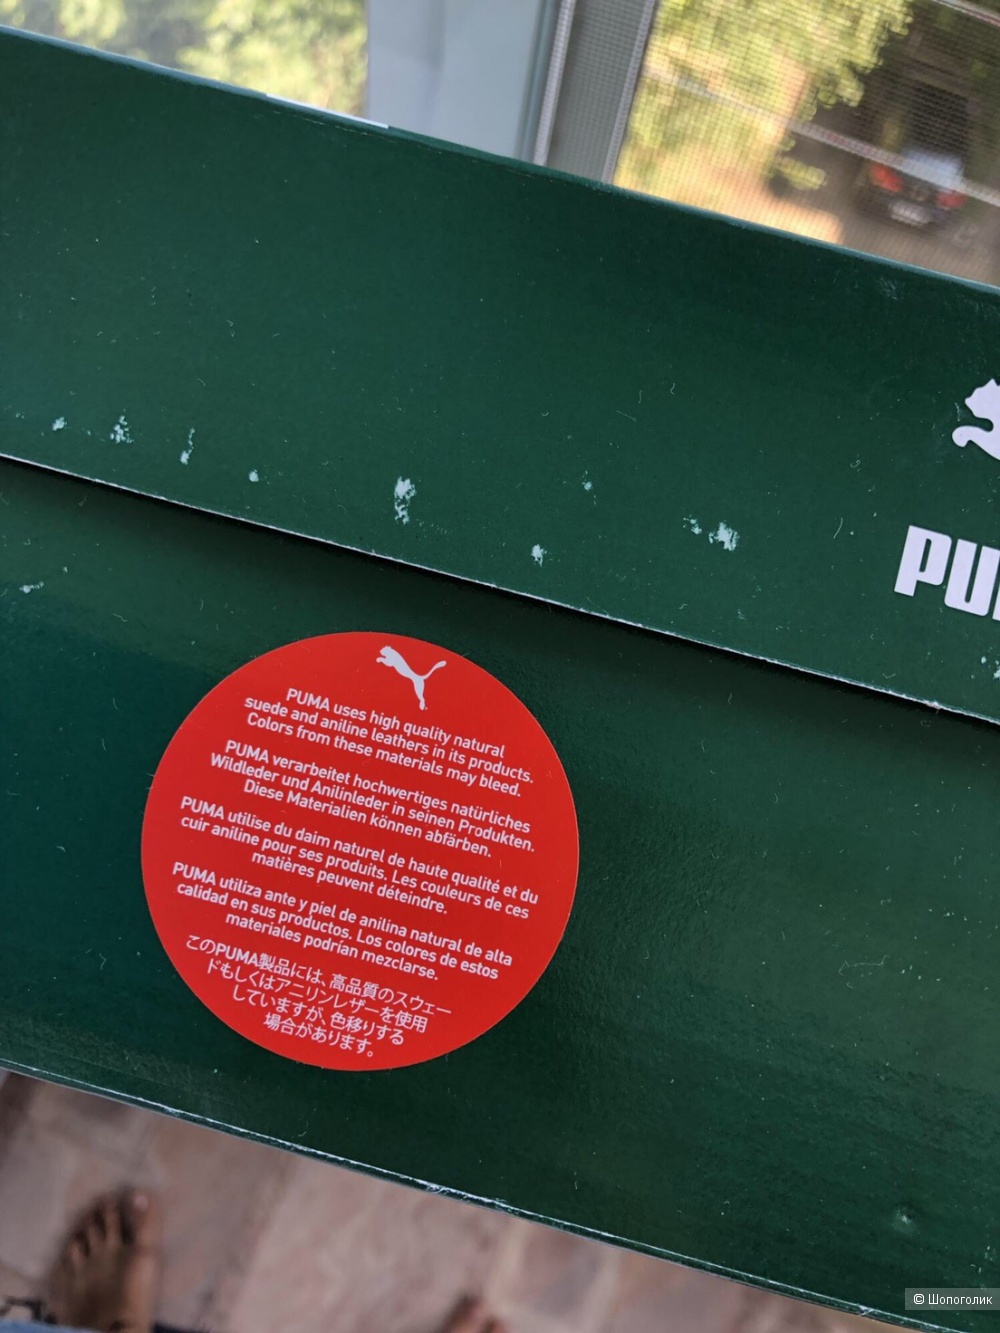 PUMA uses high quality natural
suede and aniline leathers in its products.
Colors from these materials may bleed.
PUMA verarbeitet hochwertiges natürliches
Wildleder und Anilinleder in seinen Produkten.
Diese Materialien können abfärben.
PUMA utilise du daim naturel de haute qualité et du
cuir aniline pour ses produits. Les couleurs de ces
matières peuvent déteindre.
PUMA utiliza ante y piel de anilina natural de alta
calidad en sus productos. Los colores de estos
materiales podrían mezclarse.
このPUMA製品には、高品質のスウェー
ドもしくはアニリンレザーを使用
していますが、色移りする
場合があります。
© Шопоголик